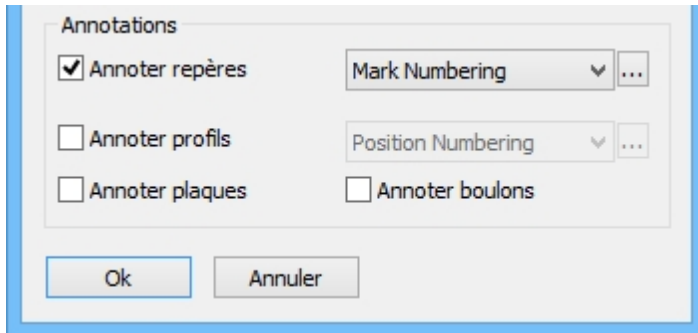 Annotations
Annoter repères Mark Numbering ...
Annoter profils Position Numbering ...
Annoter plaques Annoter boulons
Ok Annuler